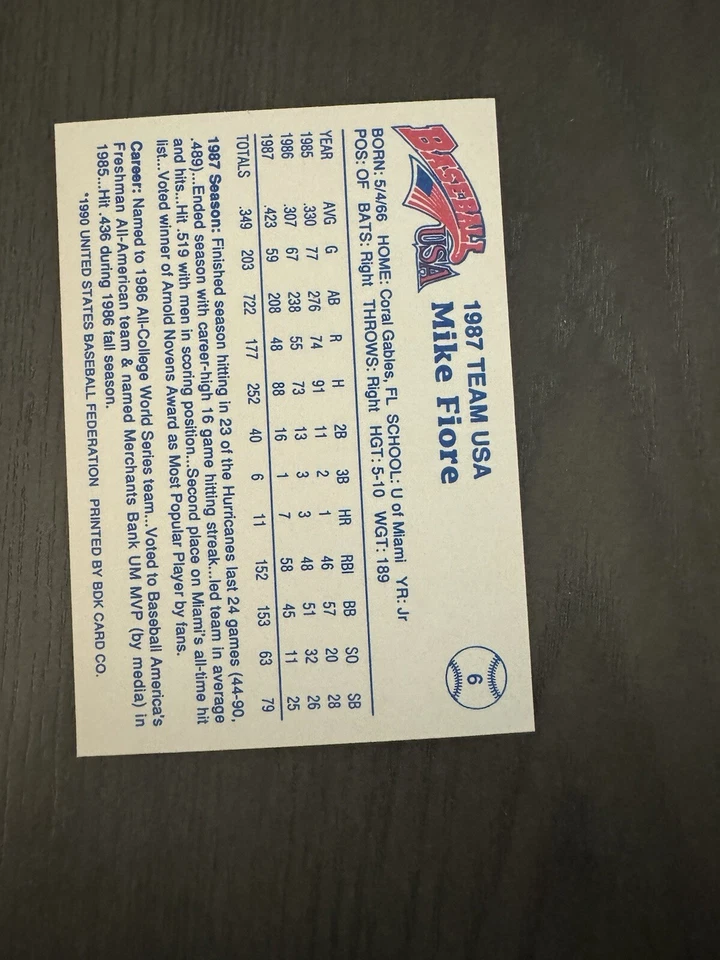 BASEBALL
USA
1987 TEAM USA
Mike Fiore
6
BORN: 5/4/66 HOME: Coral Gables, FL SCHOOL: U of Miami YR: Jr
POS: OF BATS: Right THROWS: Right HGT: 5-10 WGT: 189
YEAR AVG G AB R H 2B 3B HR RBI BB SO SB
1985 .330 77 276 74 91 11 2 1 46 57 20 28
1986 .307 67 238 55 73 13 3 3 48 51 32 26
1987 .423 59 208 48 88 16 1 7 58 45 11 25
TOTALS .349 203 722 177 252 40 6 11 152 153 63 79
1987 Season: Finished season hitting in 23 of the Hurricanes last 24 games (44-90,
.489)...Ended season with career-high 16 game hitting streak...led team in average
and hits...Hit .519 with men in scoring position...Second place on Miami's all-time hit
list...Voted winner of Arnold Novens Award as Most Popular Player by fans.
Career: Named to 1986 All-College World Series team...Voted to Baseball America's
Freshman All-American team & named Merchants Bank UM MVP (by media) in
1985...Hit .436 during 1986 fall season.
*1990 UNITED STATES BASEBALL FEDERATION PRINTED BY BDK CARD CO.